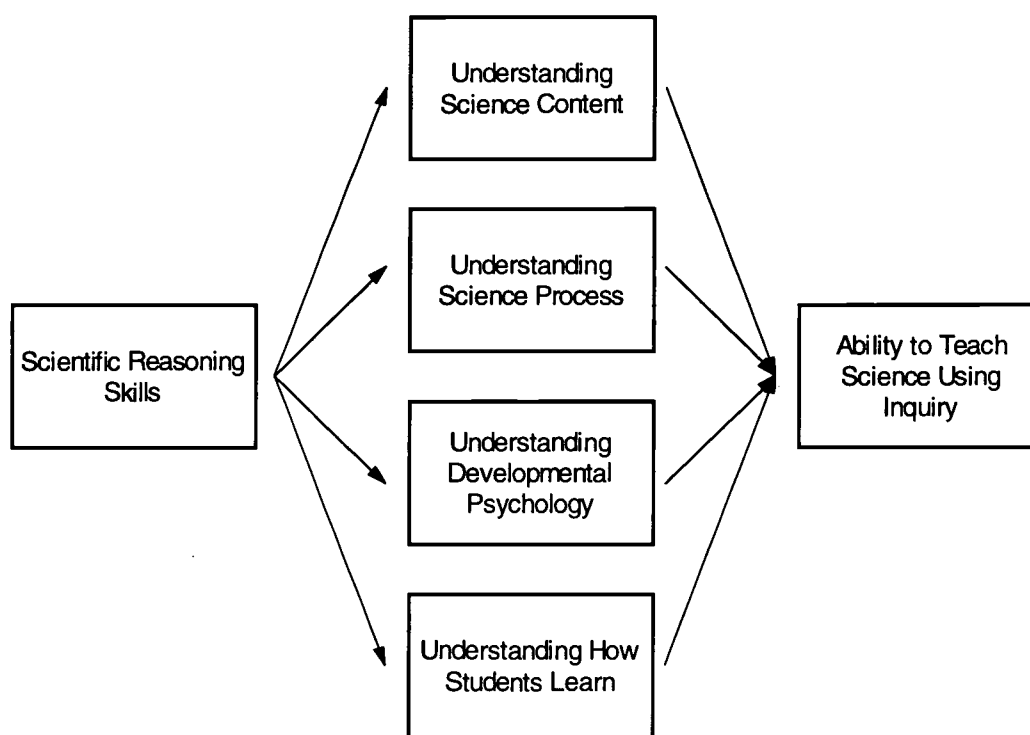 Understanding
Science Content
Understanding
Science Process
Scientific Reasoning
Skills
Ability to Teach
Science Using
Inquiry
Understanding
Developmental
Psychology
Understanding How
Students Learn